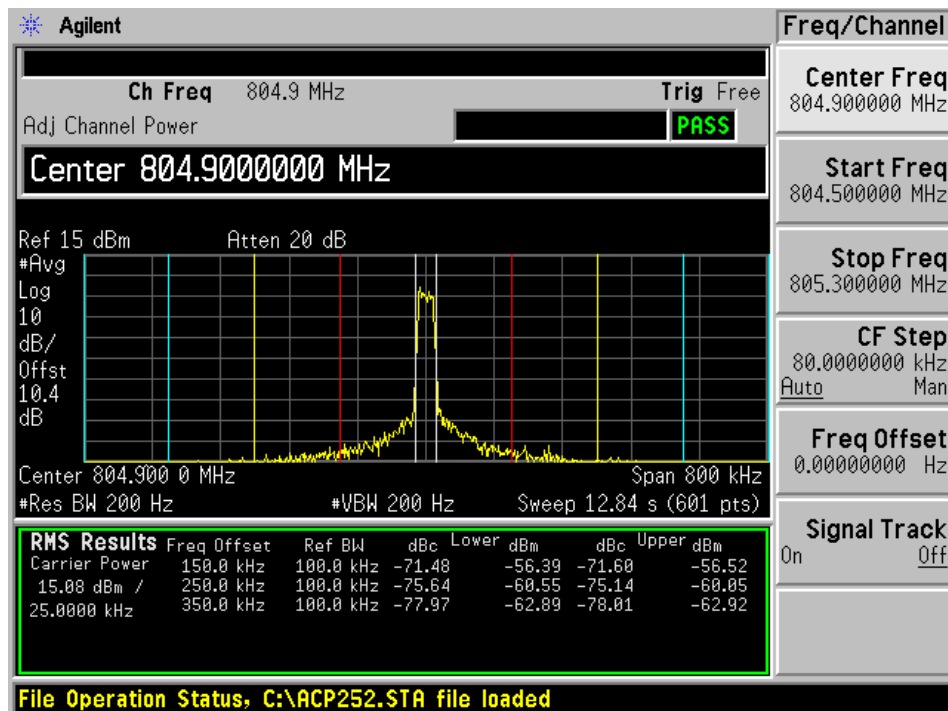 Agilent
Freq/Channel
Ch Freq 804.9 MHz Trig Free
Adj Channel Power PASS
Center 804.9000000 MHz
Ref 15 dBm Atten 20 dB
#Avg
Log
10
dB/
Offst
10.4
dB
Center 804.900 0 MHz Span 800 kHz
#Res BW 200 Hz #VBW 200 Hz Sweep 12.84 s (601 pts)
RMS Results Freq Offset Ref BW dBc Lower dBm dBc Upper dBm
Carrier Power 150.0 kHz 100.0 kHz -71.48 -56.39 -71.60 -56.52
15.08 dBm / 250.0 kHz 100.0 kHz -75.64 -60.55 -75.14 -60.05
25.0000 kHz 350.0 kHz 100.0 kHz -77.97 -62.89 -78.01 -62.92
Center Freq
804.900000 MHz
Start Freq
804.500000 MHz
Stop Freq
805.300000 MHz
CF Step
80.0000000 kHz
Auto Man
Freq Offset
0.00000000 Hz
Signal Track
On Off
File Operation Status, C:\ACP252.STA file loaded